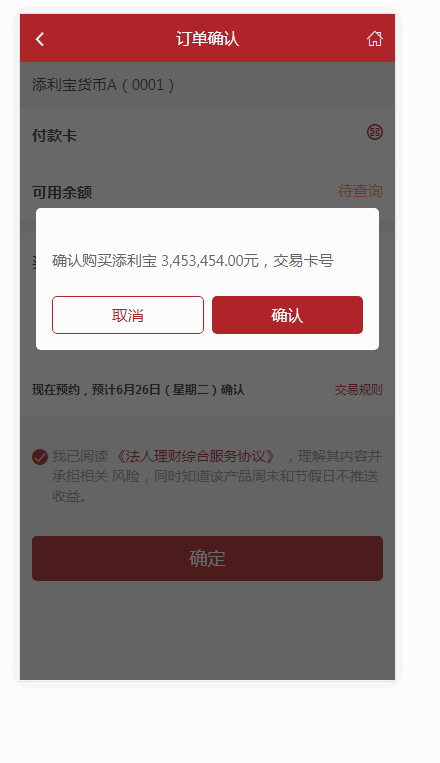 订单确认
添利宝货币A（0001）
付款卡
可用余额 待查询
确认购买添利宝 3,453,454.00元，交易卡号
取消 确认
现在预约，预计6月26日（星期二）确认 交易规则
我已阅读 《法人理财综合服务协议》 ，理解其内容并
承担相关 风险，同时知道该产品周末和节假日不推送
收益。
确定